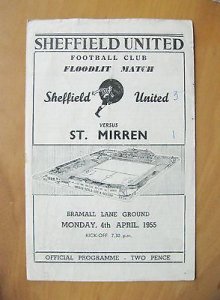 SHEFFIELD UNITED
FOOTBALL CLUB
FLOODLIT MATCH
Sheffield United 3
VERSUS
ST. MIRREN 1
BRAMALL LANE GROUND
MONDAY, 4th APRIL, 1955
KICK-OFF 7.30 p.m.
OFFICIAL PROGRAMME - TWO PENCE